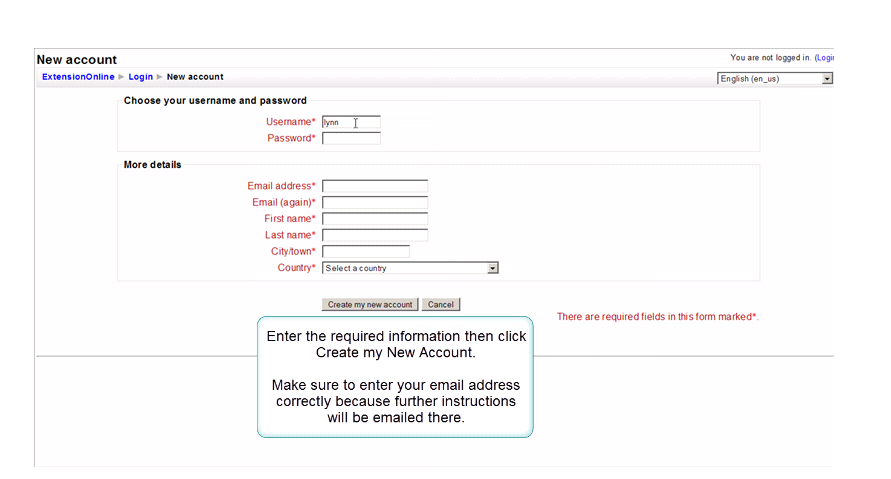 New account
You are not logged in. (Login
ExtensionOnline ► Login ► New account
English (en_us)
Choose your username and password
Username* lynn
Password*
More details
Email address*
Email (again)*
First name*
Last name*
City/town*
Country* Select a country
Create my new account Cancel
There are required fields in this form marked*.
Enter the required information then click
Create my New Account.
Make sure to enter your email address
correctly because further instructions
will be emailed there.